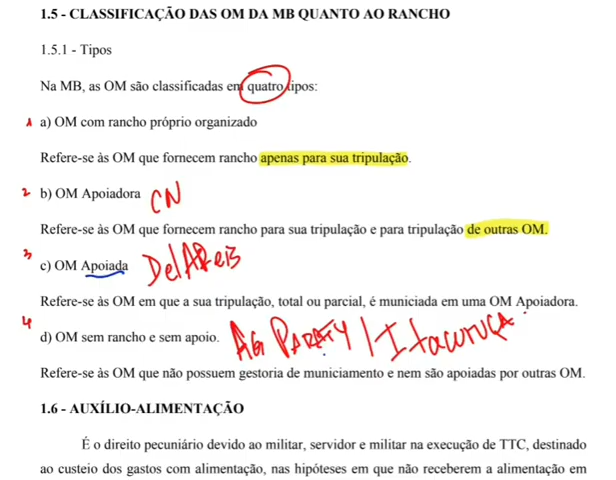 1.5 - CLASSIFICAÇÃO DAS OM DA MB QUANTO AO RANCHO
1.5.1 - Tipos
Na MB, as OM são classificadas em quatro tipos:
1 a) OM com rancho próprio organizado
Refere-se às OM que fornecem rancho apenas para sua tripulação.
2 b) OM Apoiadora CN
Refere-se às OM que fornecem rancho para sua tripulação e para tripulação de outras OM.
3 c) OM Apoiada DelAReis
Refere-se às OM em que a sua tripulação, total ou parcial, é municiada em uma OM Apoiadora.
4 d) OM sem rancho e sem apoio. AG PARATY / Itacuruça.
Refere-se às OM que não possuem gestoria de municiamento e nem são apoiadas por outras OM.
1.6 - AUXÍLIO-ALIMENTAÇÃO
É o direito pecuniário devido ao militar, servidor e militar na execução de TTC, destinado
ao custeio dos gastos com alimentação, nas hipóteses em que não receberem a alimentação em